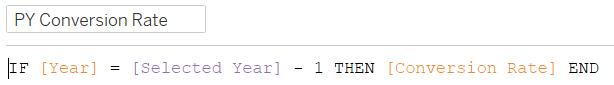 PY Conversion Rate
IF [Year] = [Selected Year] - 1 THEN [Conversion Rate] END